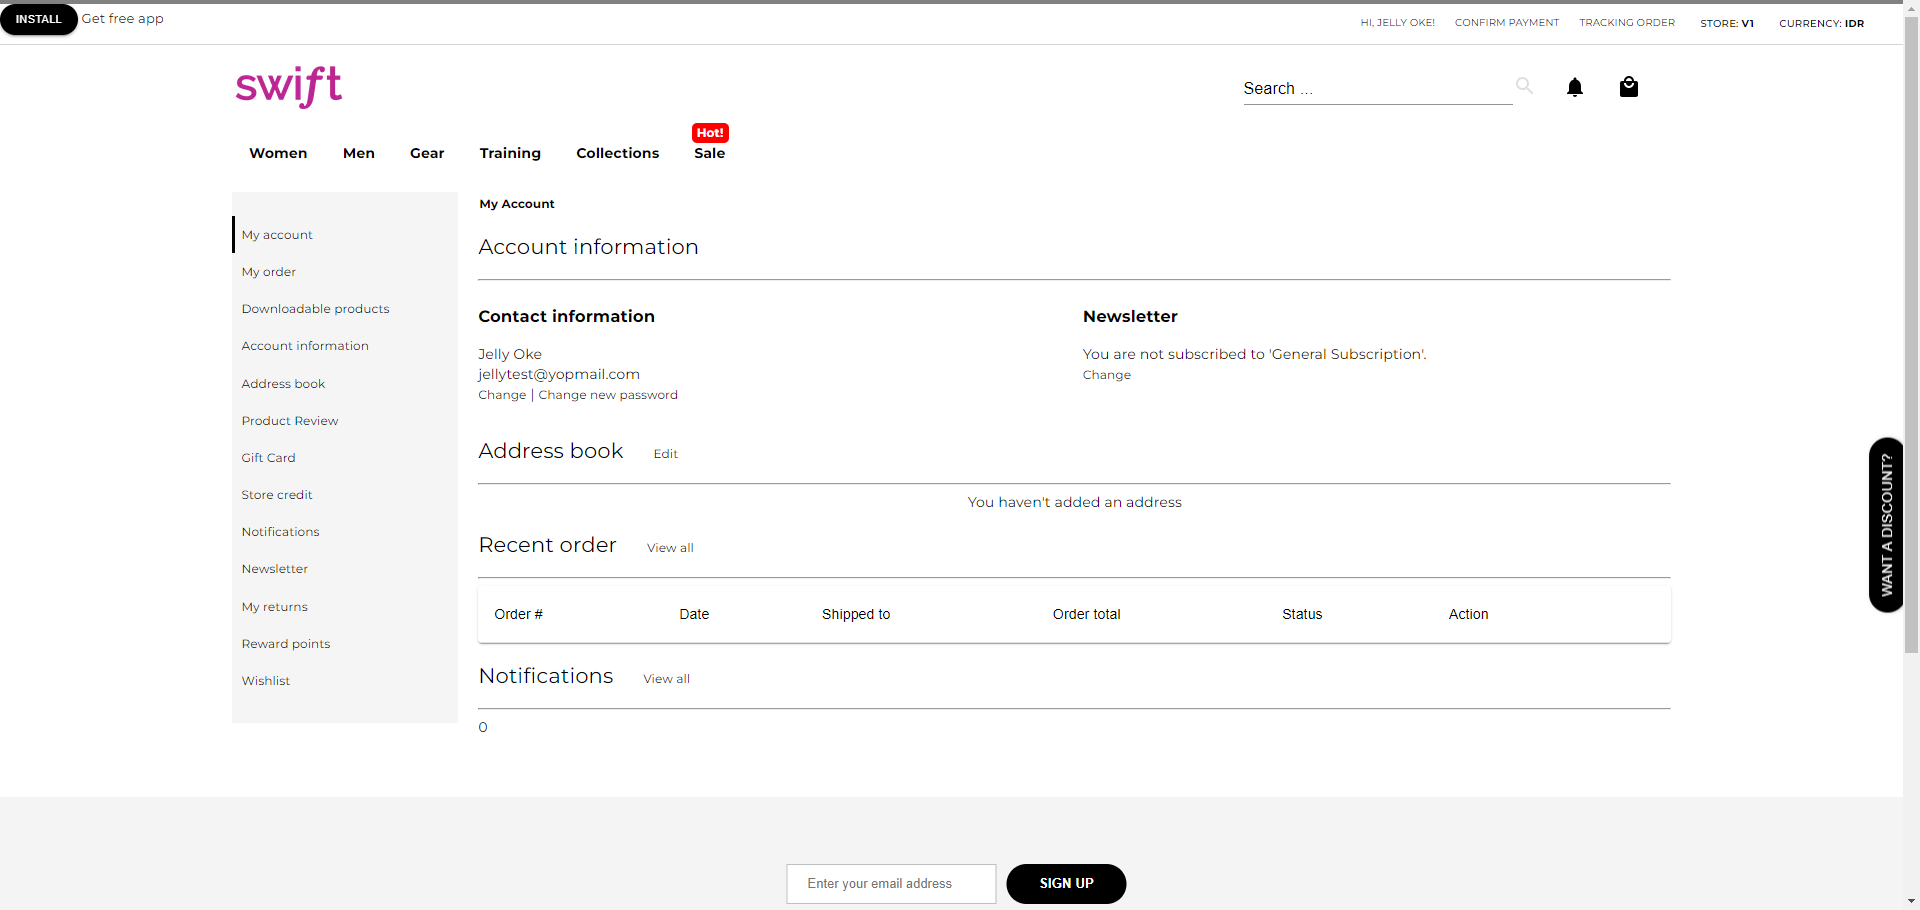 INSTALL Get free app
HI, JELLY OKE! CONFIRM PAYMENT TRACKING ORDER STORE: V1 CURRENCY: IDR
swift
Search ...
Hot!
Women Men Gear Training Collections Sale
My account
My order
Downloadable products
Account information
Address book
Product Review
Gift Card
Store credit
Notifications
Newsletter
My returns
Reward points
Wishlist
My Account
Account information
Contact information
Jelly Oke
jellytest@yopmail.com
Change | Change new password
Newsletter
You are not subscribed to 'General Subscription'.
Change
Address book Edit
You haven't added an address
Recent order View all
Order # Date Shipped to Order total Status Action
Notifications View all
0
WANT A DISCOUNT?
Enter your email address SIGN UP